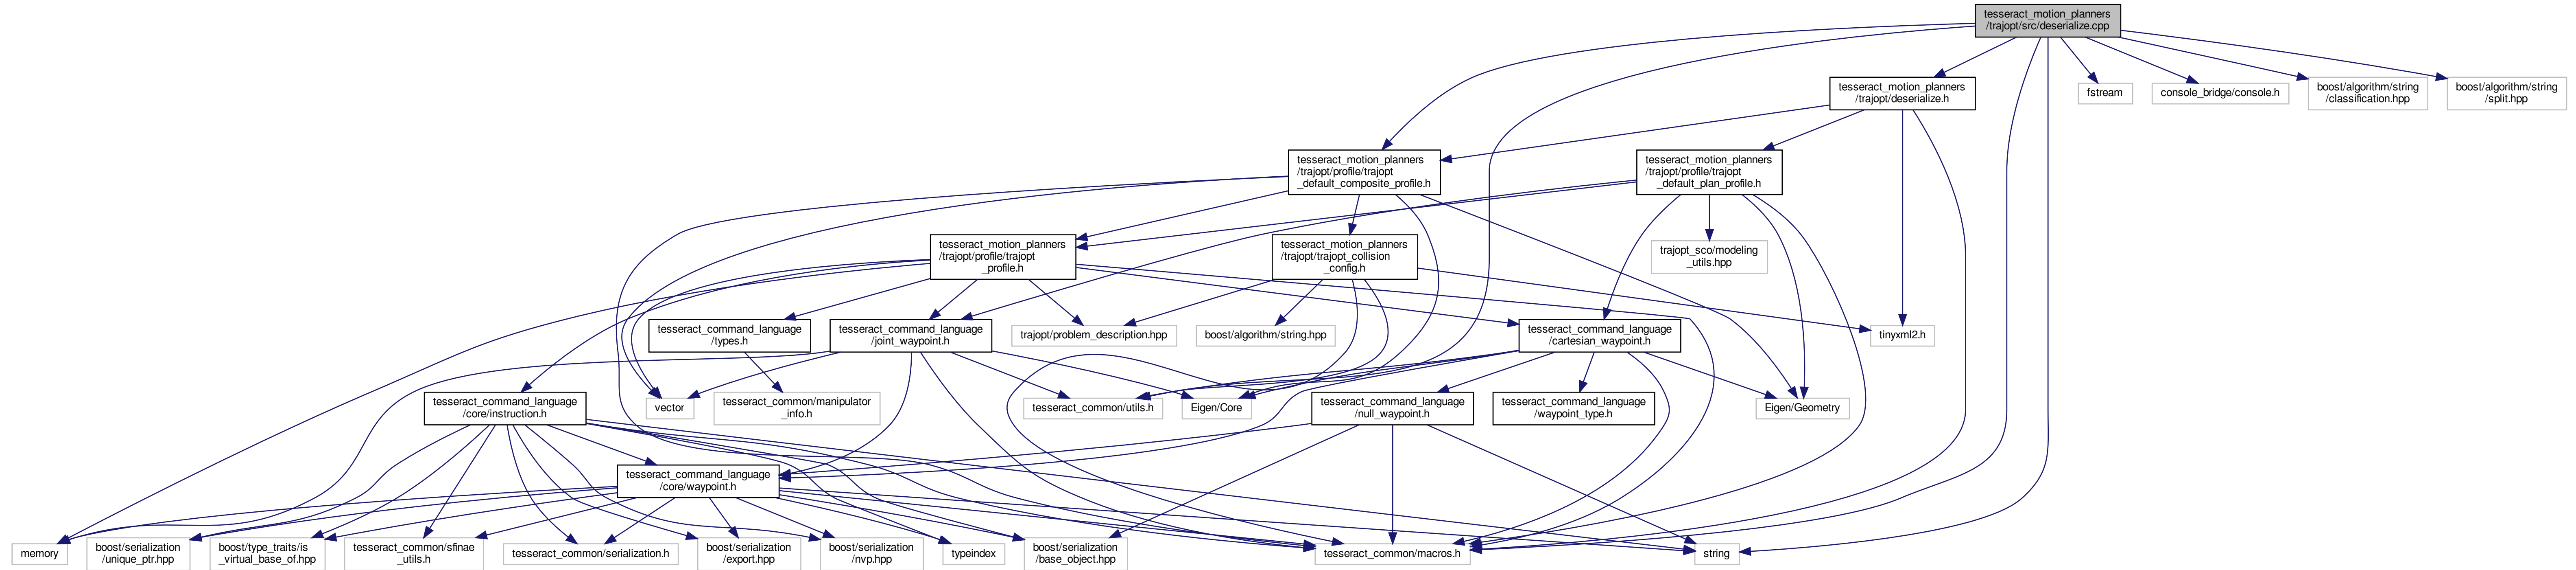 tesseract_motion_planners
/trajopt/src/deserialize.cpp
tesseract_motion_planners
/trajopt/deserialize.h
fstream
console_bridge/console.h
boost/algorithm/string
/classification.hpp
boost/algorithm/string
/split.hpp
tesseract_motion_planners
/trajopt/profile/trajopt
_default_composite_profile.h
tesseract_motion_planners
/trajopt/profile/trajopt
_default_plan_profile.h
tesseract_motion_planners
/trajopt/profile/trajopt
_profile.h
tesseract_motion_planners
/trajopt/trajopt_collision
_config.h
trajopt_sco/modeling
_utils.hpp
tesseract_command_language
/types.h
tesseract_command_language
/joint_waypoint.h
trajopt/problem_description.hpp
boost/algorithm/string.hpp
tesseract_command_language
/cartesian_waypoint.h
tinyxml2.h
tesseract_command_language
/core/instruction.h
vector
tesseract_common/manipulator
_info.h
tesseract_common/utils.h
Eigen/Core
tesseract_command_language
/null_waypoint.h
tesseract_command_language
/waypoint_type.h
Eigen/Geometry
tesseract_command_language
/core/waypoint.h
memory
boost/serialization
/unique_ptr.hpp
boost/type_traits/is
_virtual_base_of.hpp
tesseract_common/sfinae
_utils.h
tesseract_common/serialization.h
boost/serialization
/export.hpp
boost/serialization
/nvp.hpp
typeindex
boost/serialization
/base_object.hpp
tesseract_common/macros.h
string